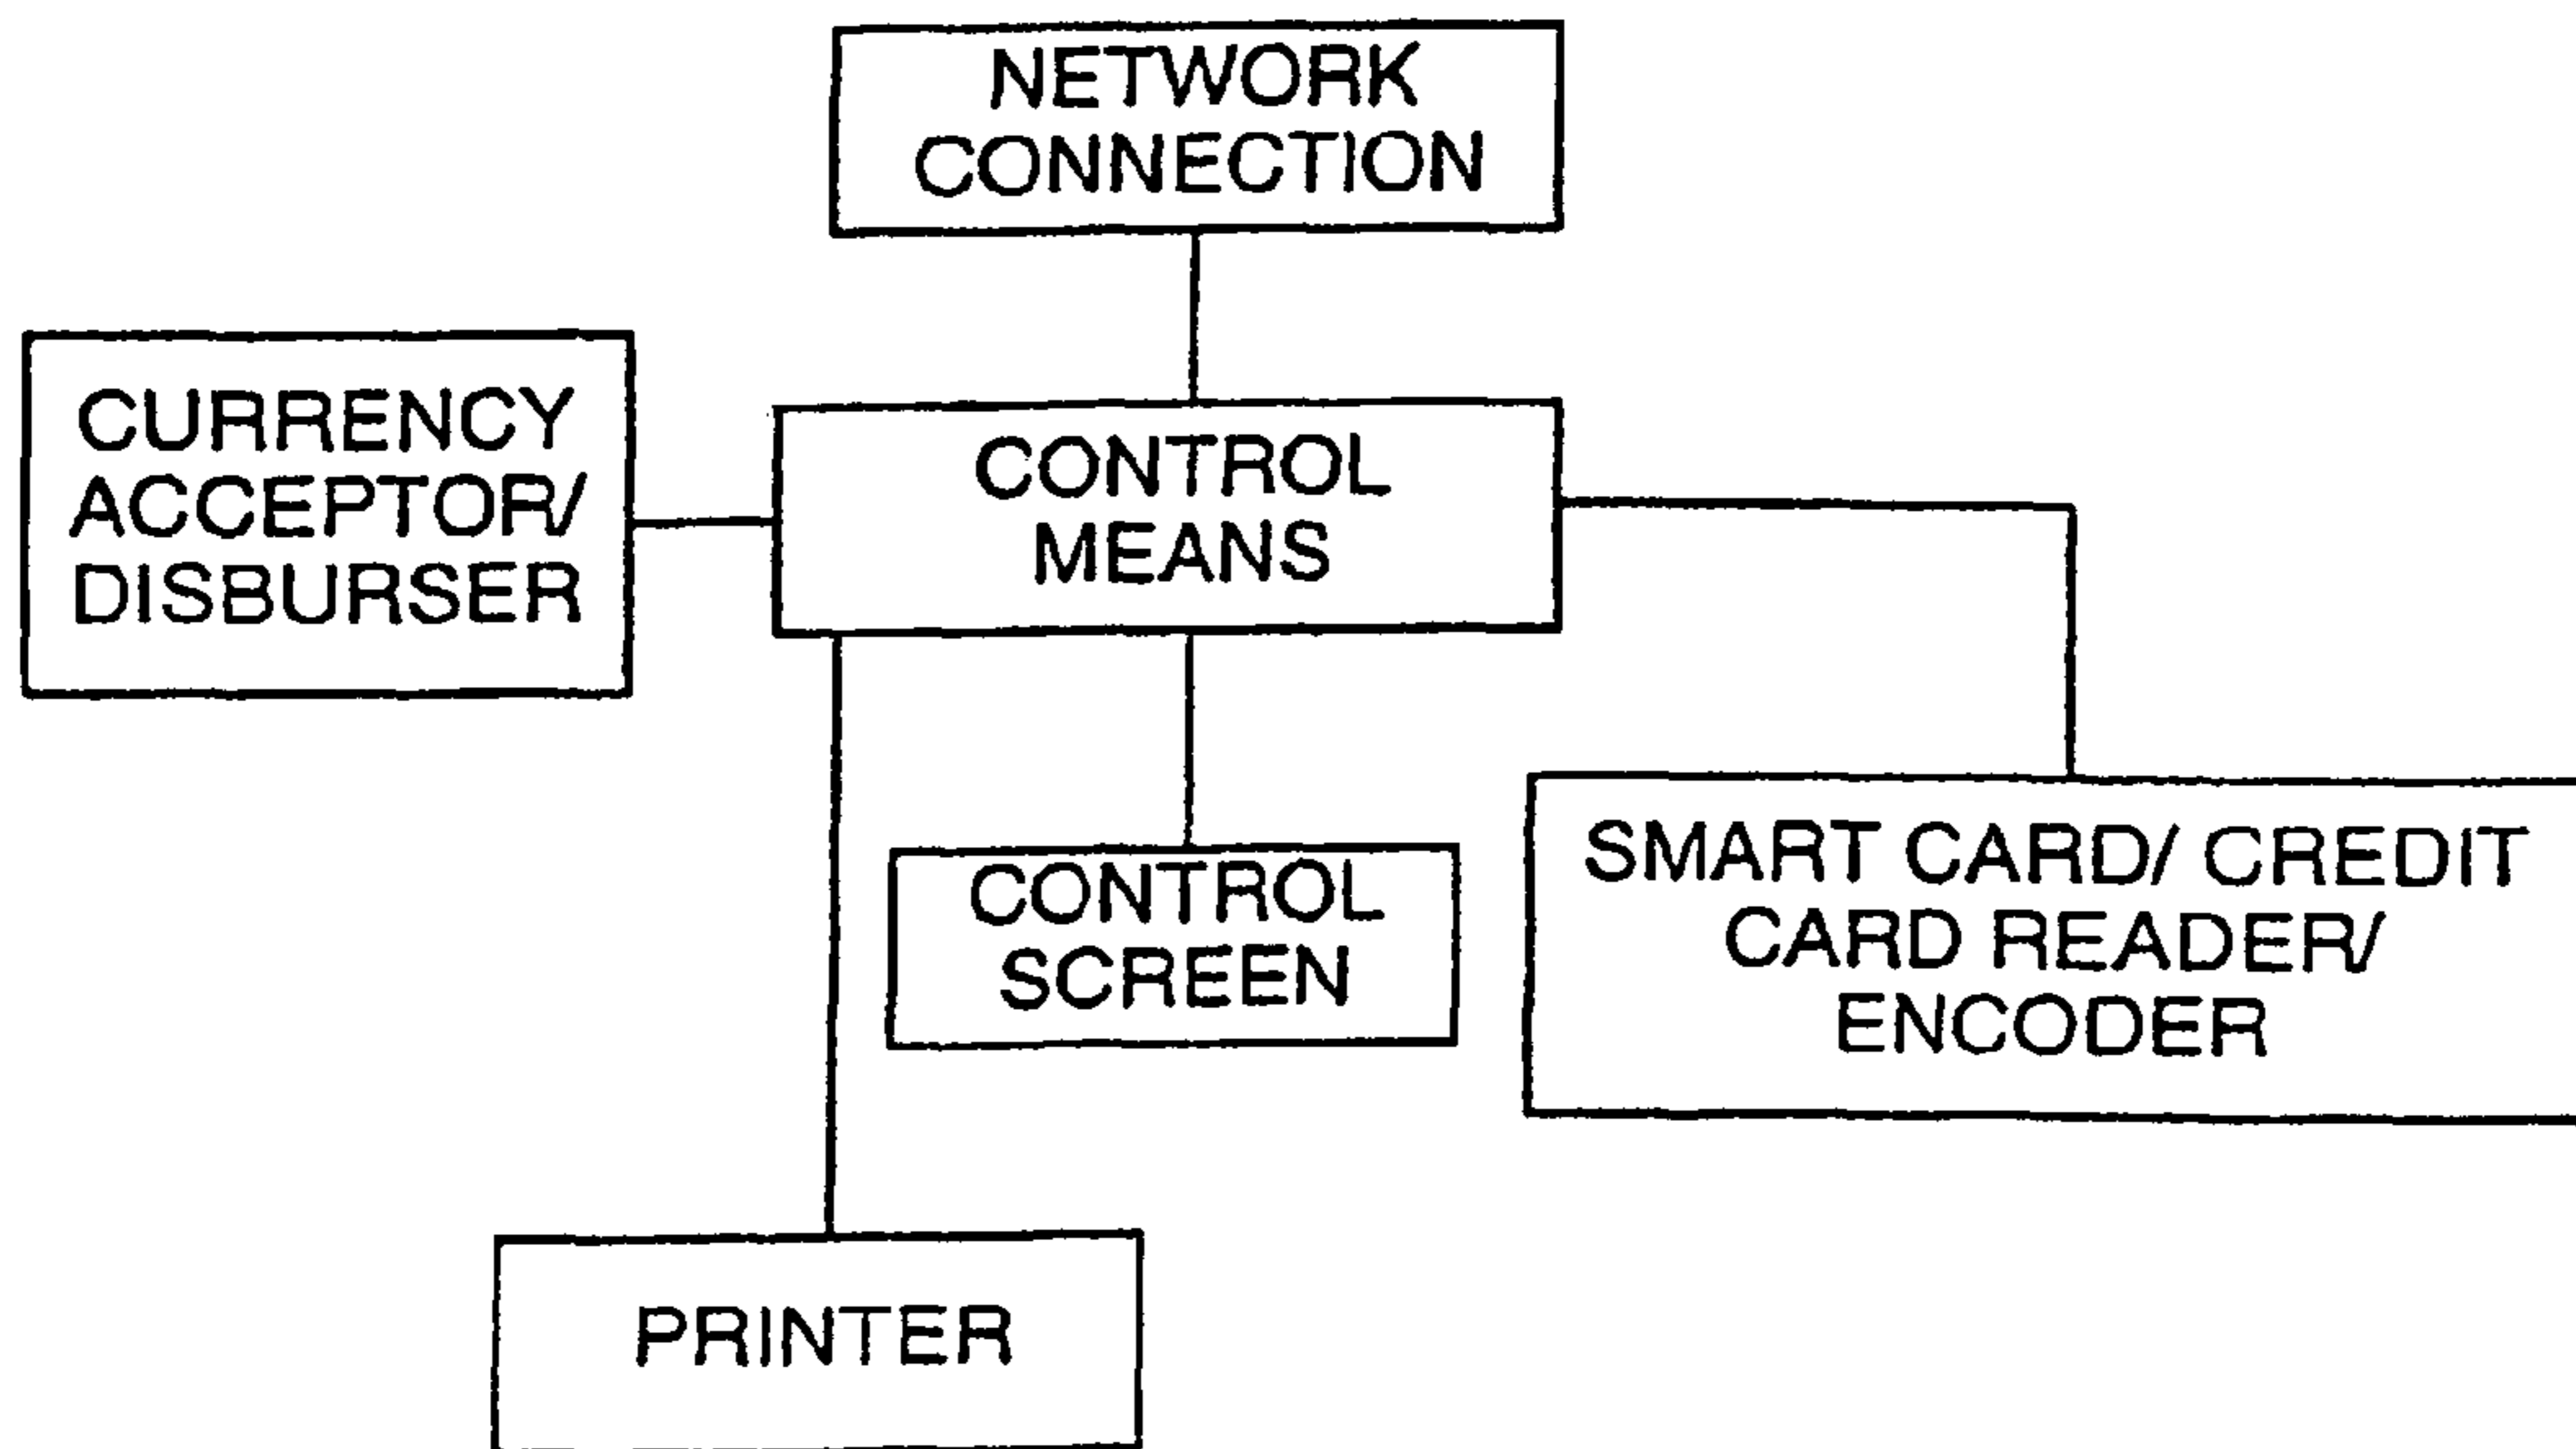 NETWORK
CONNECTION
CURRENCY
ACCEPTOR/
DISBURSER
CONTROL
MEANS
CONTROL
SCREEN
SMART CARD/ CREDIT
CARD READER/
ENCODER
PRINTER